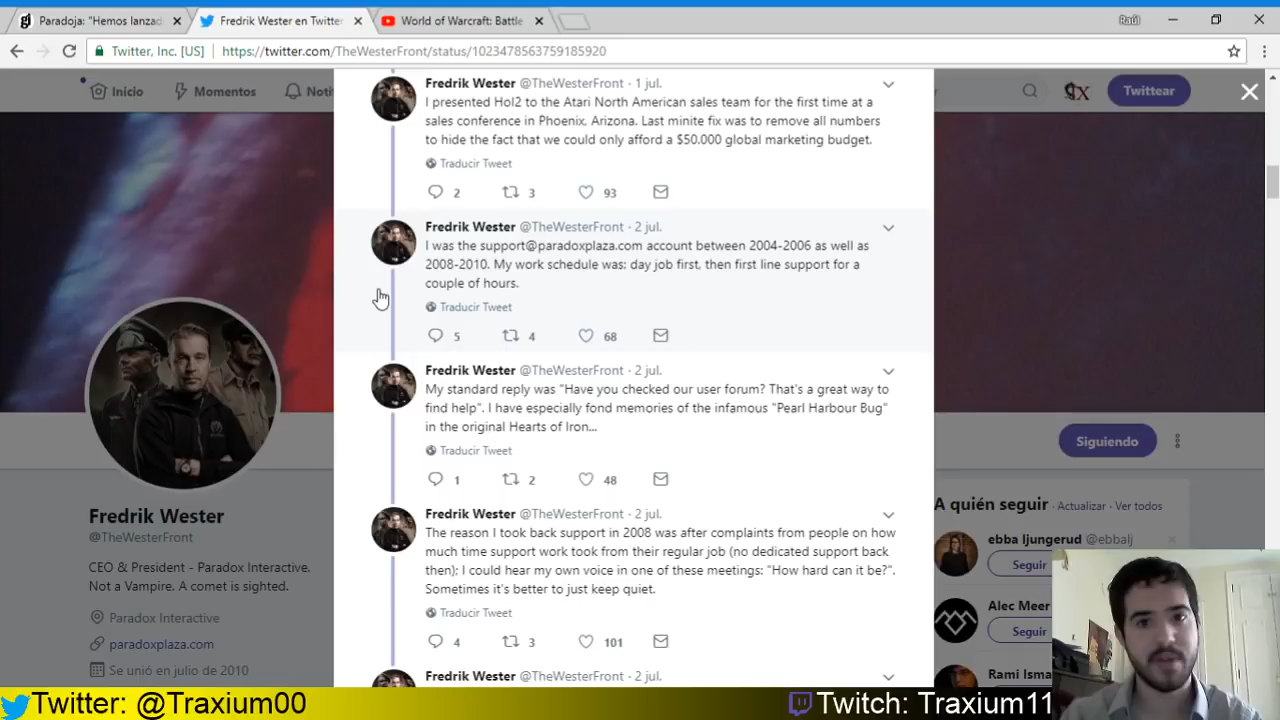 Paradoja: "Hemos lanzad
Fredrik Wester en Twitter
World of Warcraft: Battle
Raúl
Twitter, Inc. [US]
https://twitter.com/TheWesterFront/status/1023478563759185920
Inicio
Momentos
Noti
Twittear
Fredrik Wester @TheWesterFront · 1 jul.
I presented HoI2 to the Atari North American sales team for the first time at a
sales conference in Phoenix, Arizona. Last minite fix was to remove all numbers
to hide the fact that we could only afford a $50.000 global marketing budget.
Traducir Tweet
2
3
93
Fredrik Wester @TheWesterFront · 2 jul.
I was the support@paradoxplaza.com account between 2004-2006 as well as
2008-2010. My work schedule was: day job first, then first line support for a
couple of hours.
Traducir Tweet
5
4
68
Fredrik Wester @TheWesterFront · 2 jul.
My standard reply was "Have you checked our user forum? That's a great way to
find help". I have especially fond memories of the infamous "Pearl Harbour Bug"
in the original Hearts of Iron...
Traducir Tweet
1
2
48
Fredrik Wester @TheWesterFront · 2 jul.
The reason I took back support in 2008 was after complaints from people on how
much time support work took from their regular job (no dedicated support back
then); I could hear my own voice in one of these meetings: "How hard can it be?".
Sometimes it's better to just keep quiet.
Traducir Tweet
4
3
101
Fredrik Wester @TheWesterFront · 2 jul.
Fredrik Wester
@TheWesterFront
CEO & President - Paradox Interactive.
Not a Vampire. A comet is sighted.
Paradox Interactive
paradoxplaza.com
Se unió en julio de 2010
Siguiendo
A quién seguir · Actualizar · Ver todos
ebba ljungerud @ebbalj
Seguir
Alec Meer
Seguir
Rami Isma
Twitter: @Traxium00
Twitch: Traxium11